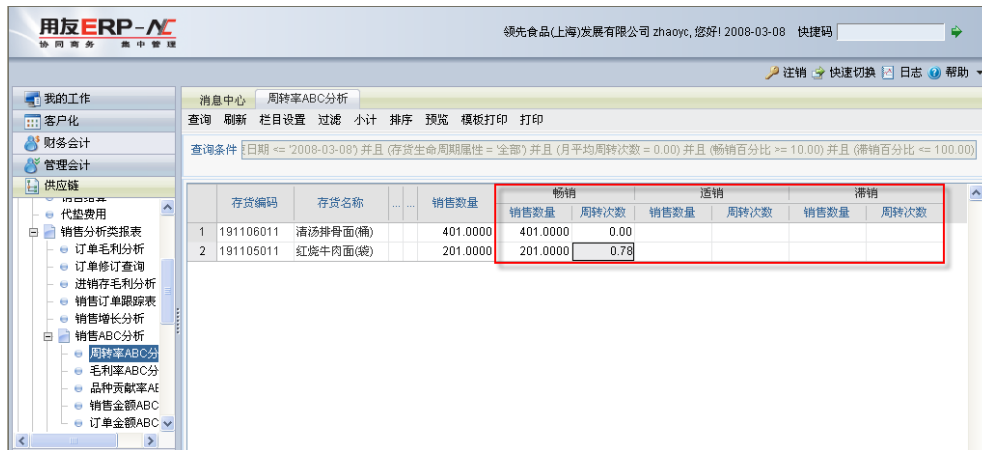 用友ERP-NC
协同商务 集中管理
领先食品(上海)发展有限公司 zhaoyc, 您好! 2008-03-08 快捷码
注销 快速切换 日志 帮助
我的工作
客户化
财务会计
管理会计
供应链
销售结算
代垫费用
销售分析类报表
订单毛利分析
订单修订查询
进销存毛利分析
销售订单跟踪表
销售增长分析
销售ABC分析
周转率ABC分
毛利率ABC分
品种贡献率AE
销售金额ABC
订单金额ABC
消息中心 周转率ABC分析
查询 刷新 栏目设置 过滤 小计 排序 预览 模板打印 打印
查询条件 日期 <= '2008-03-08') 并且 (存货生命周期属性 = '全部') 并且 (月平均周转次数 = 0.00) 并且 (畅销百分比 >= 10.00) 并且 (滞销百分比 <= 100.00)
存货编码 存货名称 ... ... 销售数量 畅销 适销 滞销
销售数量 周转次数 销售数量 周转次数 销售数量 周转次数
1 191106011 清汤排骨面(桶) 401.0000 401.0000 0.00
2 191105011 红烧牛肉面(袋) 201.0000 201.0000 0.78